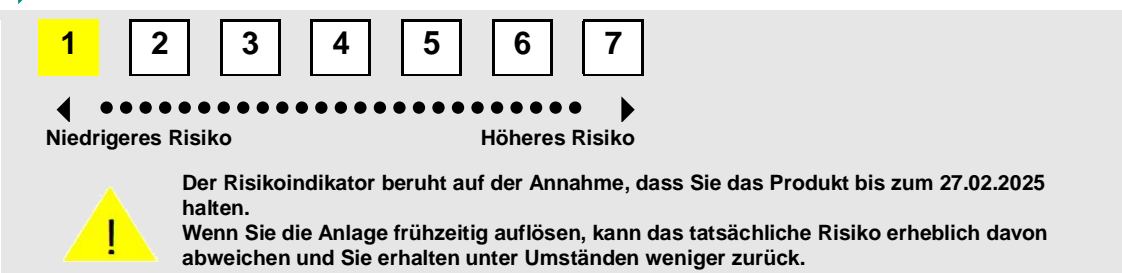 1 2 3 4 5 6 7
Niedrigeres Risiko Höheres Risiko
Der Risikoindikator beruht auf der Annahme, dass Sie das Produkt bis zum 27.02.2025
halten.
Wenn Sie die Anlage frühzeitig auflösen, kann das tatsächliche Risiko erheblich davon
abweichen und Sie erhalten unter Umständen weniger zurück.
!